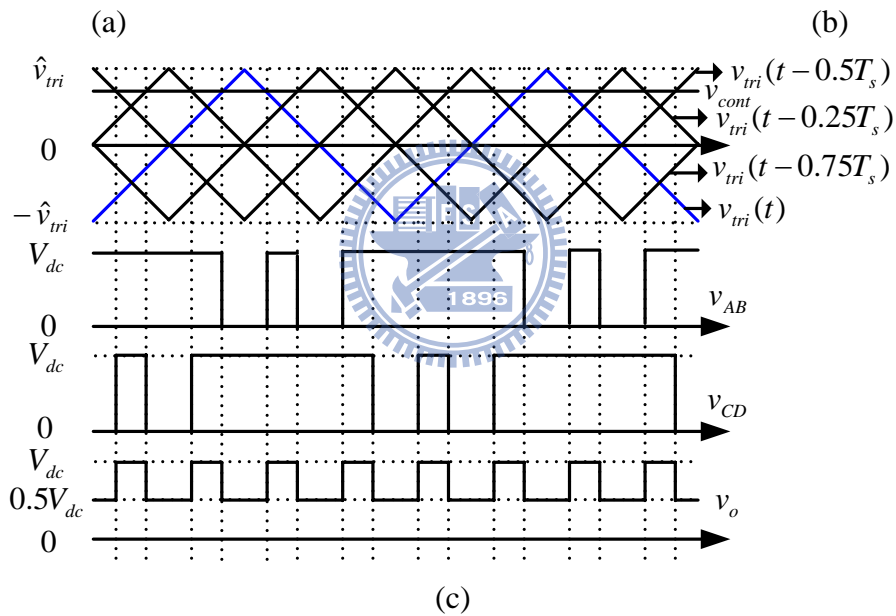 (a) (b)
v̂_tri
v_tri(t − 0.5T_s)
v_cont
v_tri(t − 0.25T_s)
0
v_tri(t − 0.75T_s)
− v̂_tri
v_tri(t)
V_dc
1896
0
v_AB
V_dc
0
v_CD
V_dc
0.5V_dc
v_o
0
(c)